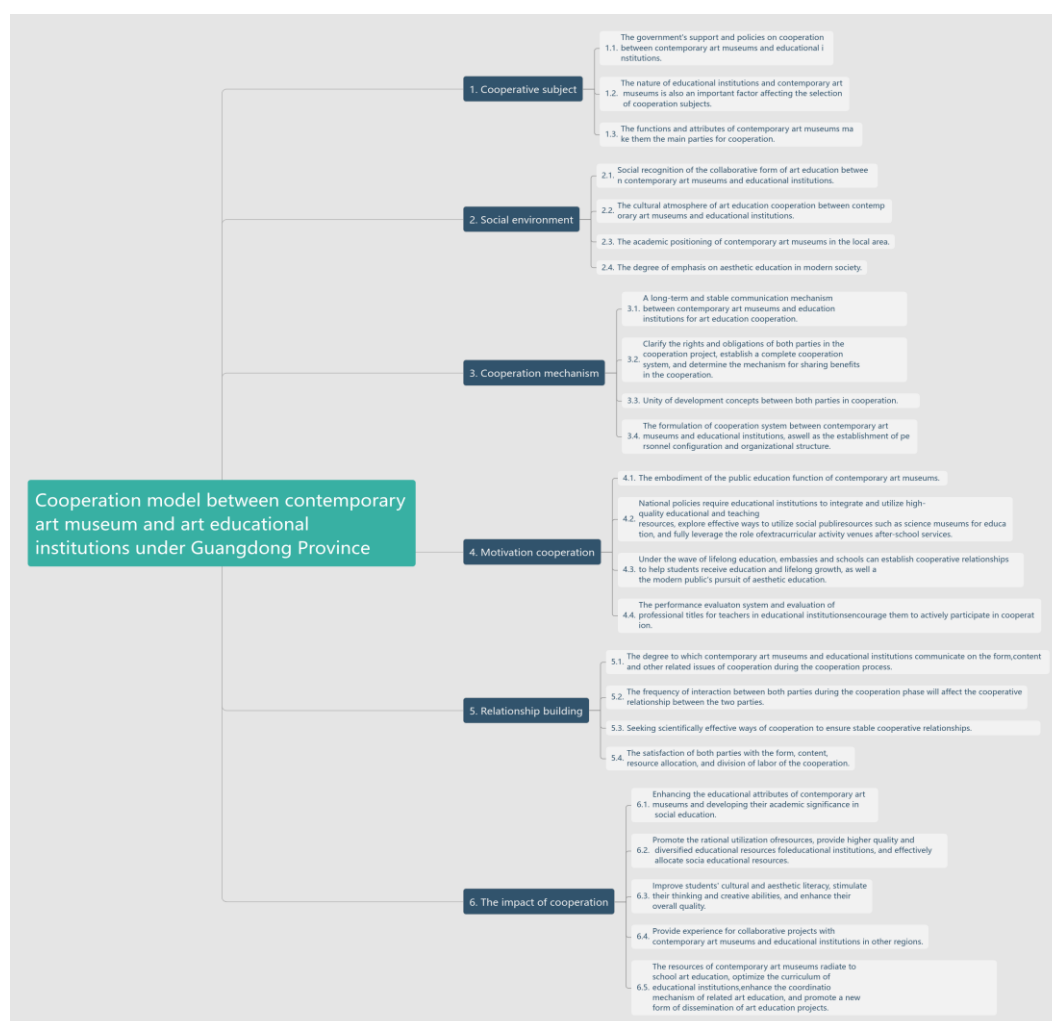 Cooperation model between contemporary
art museum and art educational
institutions under Guangdong Province
1. Cooperative subject
1.1. The government's support and policies on cooperation
between contemporary art museums and educational i
nstitutions.
1.2. The nature of educational institutions and contemporary art
museums is also an important factor affecting the selection
of cooperation subjects.
1.3. The functions and attributes of contemporary art museums ma
ke them the main parties for cooperation.
2. Social environment
2.1. Social recognition of the collaborative form of art education betwee
n contemporary art museums and educational institutions.
2.2. The cultural atmosphere of art education cooperation between contemp
orary art museums and educational institutions.
2.3. The academic positioning of contemporary art museums in the local area.
2.4. The degree of emphasis on aesthetic education in modern society.
3. Cooperation mechanism
3.1. A long-term and stable communication mechanism
between contemporary art museums and education
institutions for art education cooperation.
3.2. Clarify the rights and obligations of both parties in the
cooperation project, establish a complete cooperation
system, and determine the mechanism for sharing benefits
in the cooperation.
3.3. Unity of development concepts between both parties in cooperation.
3.4. The formulation of cooperation system between contemporary art
museums and educational institutions, aswell as the establishment of pe
rsonnel configuration and organizational structure.
4. Motivation cooperation
4.1. The embodiment of the public education function of contemporary art museums.
4.2. National policies require educational institutions to integrate and utilize high-
quality educational and teaching
resources, explore effective ways to utilize social publiresources such as science museums for educa
tion, and fully leverage the role ofextracurricular activity venues after-school services.
4.3. Under the wave of lifelong education, embassies and schools can establish cooperative relationships
to help students receive education and lifelong growth, as well a
the modern public's pursuit of aesthetic education.
4.4. The performance evaluaton system and evaluation of
professional titles for teachers in educational institutionsencourage them to actively participate in cooperat
ion.
5. Relationship building
5.1. The degree to which contemporary art museums and educational institutions communicate on the form,content
and other related issues of cooperation during the cooperation process.
5.2. The frequency of interaction between both parties during the cooperation phase will affect the cooperative
relationship between the two parties.
5.3. Seeking scientifically effective ways of cooperation to ensure stable cooperative relationships.
5.4. The satisfaction of both parties with the form, content,
resource allocation, and division of labor of the cooperation.
6. The impact of cooperation
6.1. Enhancing the educational attributes of contemporary art
museums and developing their academic significance in
social education.
6.2. Promote the rational utilization ofresources, provide higher quality and
diversified educational resources foleducational institutions, and effectively
allocate socia educational resources.
6.3. Improve students' cultural and aesthetic literacy, stimulate
their thinking and creative abilities, and enhance their
overall quality.
6.4. Provide experience for collaborative projects with
contemporary art museums and educational institutions in other regions.
6.5. The resources of contemporary art museums radiate to
school art education, optimize the curriculum of
educational institutions,enhance the coordinatio
mechanism of related art education, and promote a new
form of dissemination of art education projects.